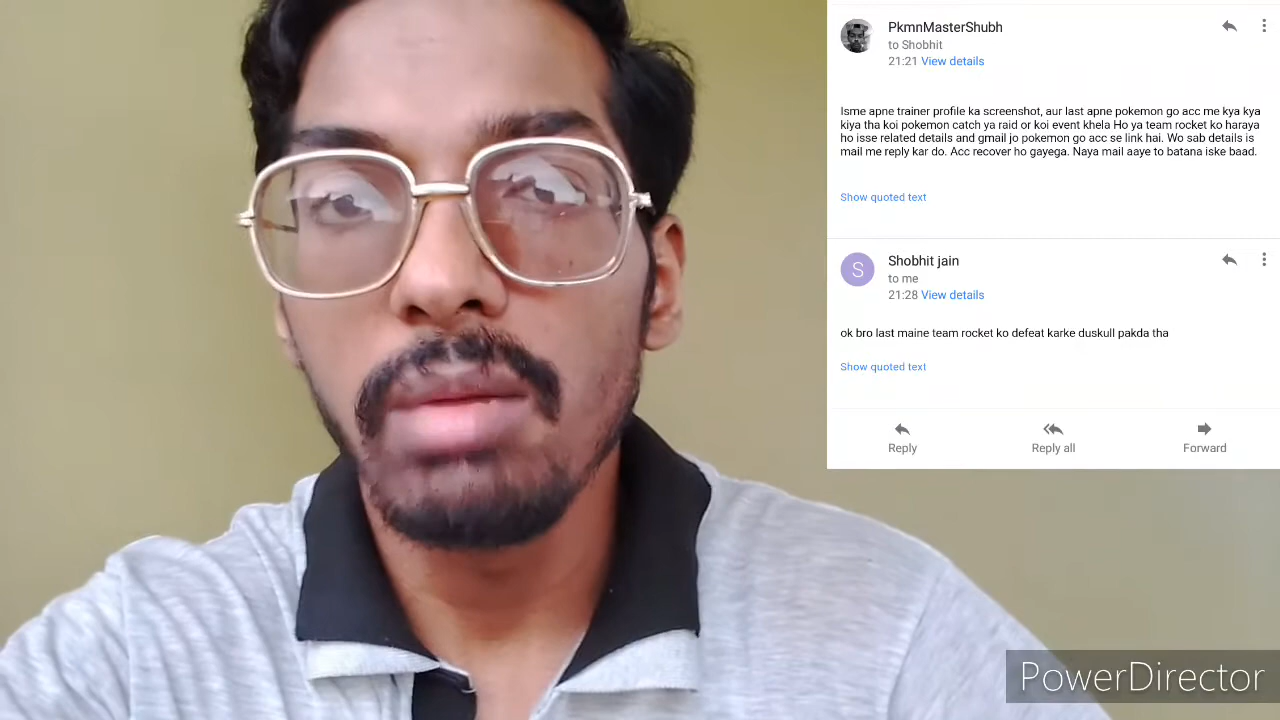 PkmnMasterShubh
to Shobhit
21:21 View details
Isme apne trainer profile ka screenshot, aur last apne pokemon go acc me kya kya
kiya tha koi pokemon catch ya raid or koi event khela Ho ya team rocket ko haraya
ho isse related details and gmail jo pokemon go acc se link hai. Wo sab details is
mail me reply kar do. Acc recover ho gayega. Naya mail aaye to batana iske baad.
Show quoted text
S
Shobhit jain
to me
21:28 View details
ok bro last maine team rocket ko defeat karke duskull pakda tha
Show quoted text
Reply
Reply all
Forward
PowerDirector